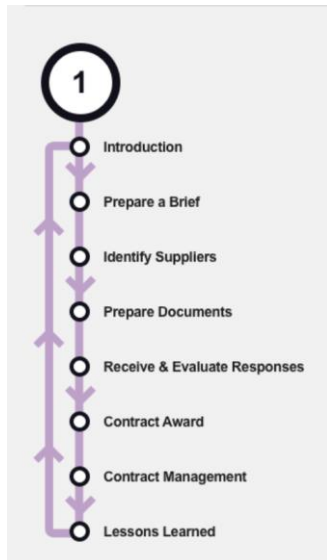 1
Introduction
Prepare a Brief
Identify Suppliers
Prepare Documents
Receive & Evaluate Responses
Contract Award
Contract Management
Lessons Learned